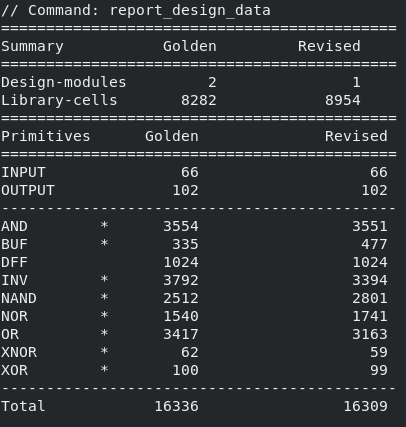 // Command: report_design_data
============================================
Summary Golden Revised
============================================
Design-modules 2 1
Library-cells 8282 8954
============================================
Primitives Golden Revised
============================================
INPUT 66 66
OUTPUT 102 102
--------------------------------------------
AND * 3554 3551
BUF * 335 477
DFF 1024 1024
INV * 3792 3394
NAND * 2512 2801
NOR * 1540 1741
OR * 3417 3163
XNOR * 62 59
XOR * 100 99
--------------------------------------------
Total 16336 16309